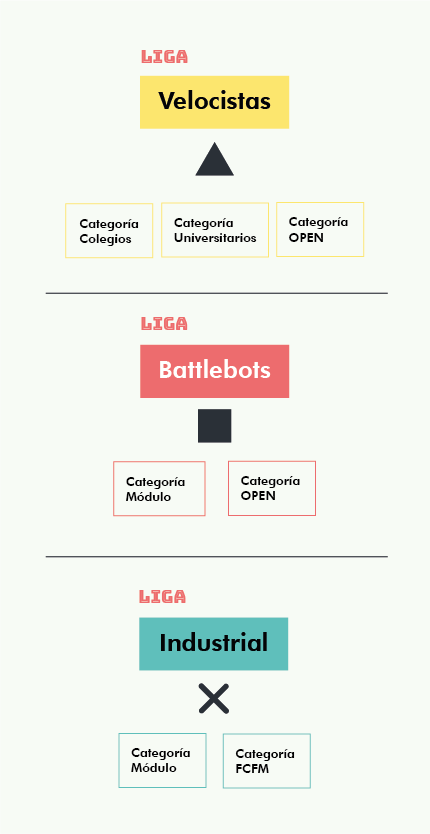 LIGA
Velocistas
Categoría
Colegios
Categoría
Universitarios
Categoría
OPEN
LIGA
Battlebots
Categoría
Módulo
Categoría
OPEN
LIGA
Industrial
Categoría
Módulo
Categoría
FCFM